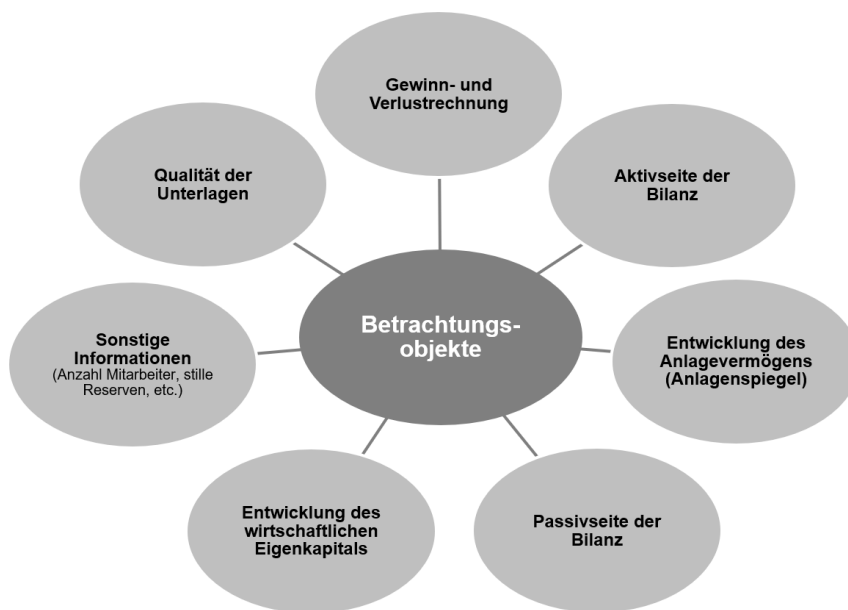 Gewinn- und
Verlustrechnung
Qualität der
Unterlagen
Aktivseite der
Bilanz
Betrachtungs-
objekte
Sonstige
Informationen
(Anzahl Mitarbeiter, stille
Reserven, etc.)
Entwicklung des
Anlagevermögens
(Anlagenspiegel)
Entwicklung des
wirtschaftlichen
Eigenkapitals
Passivseite der
Bilanz